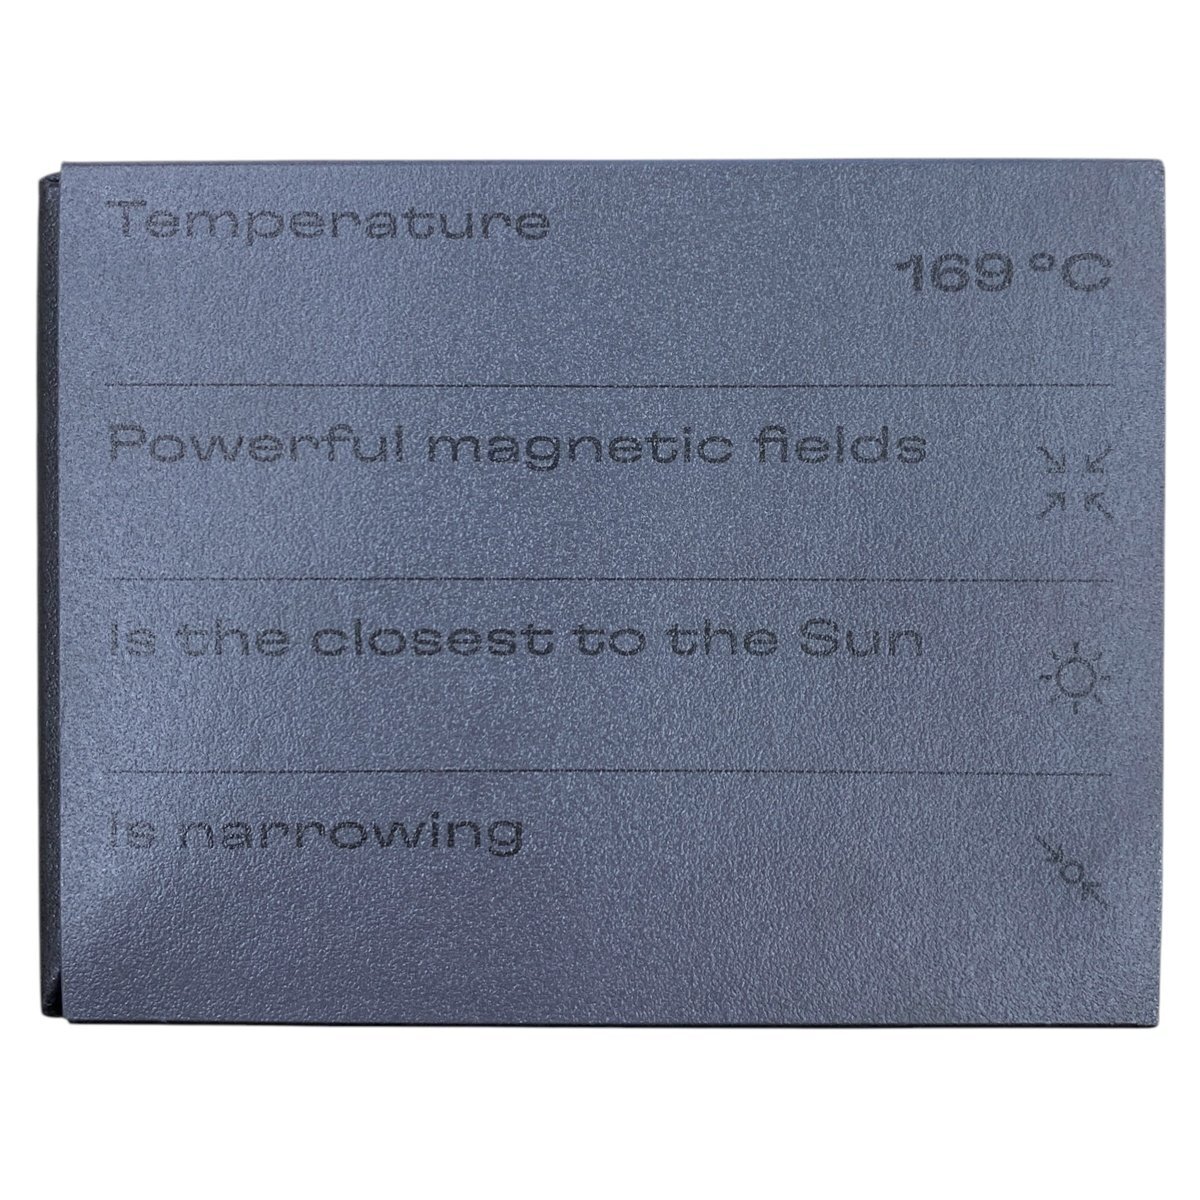 Temperature
169 °C
Powerful magnetic fields
Is the closest to the Sun
Is narrowing